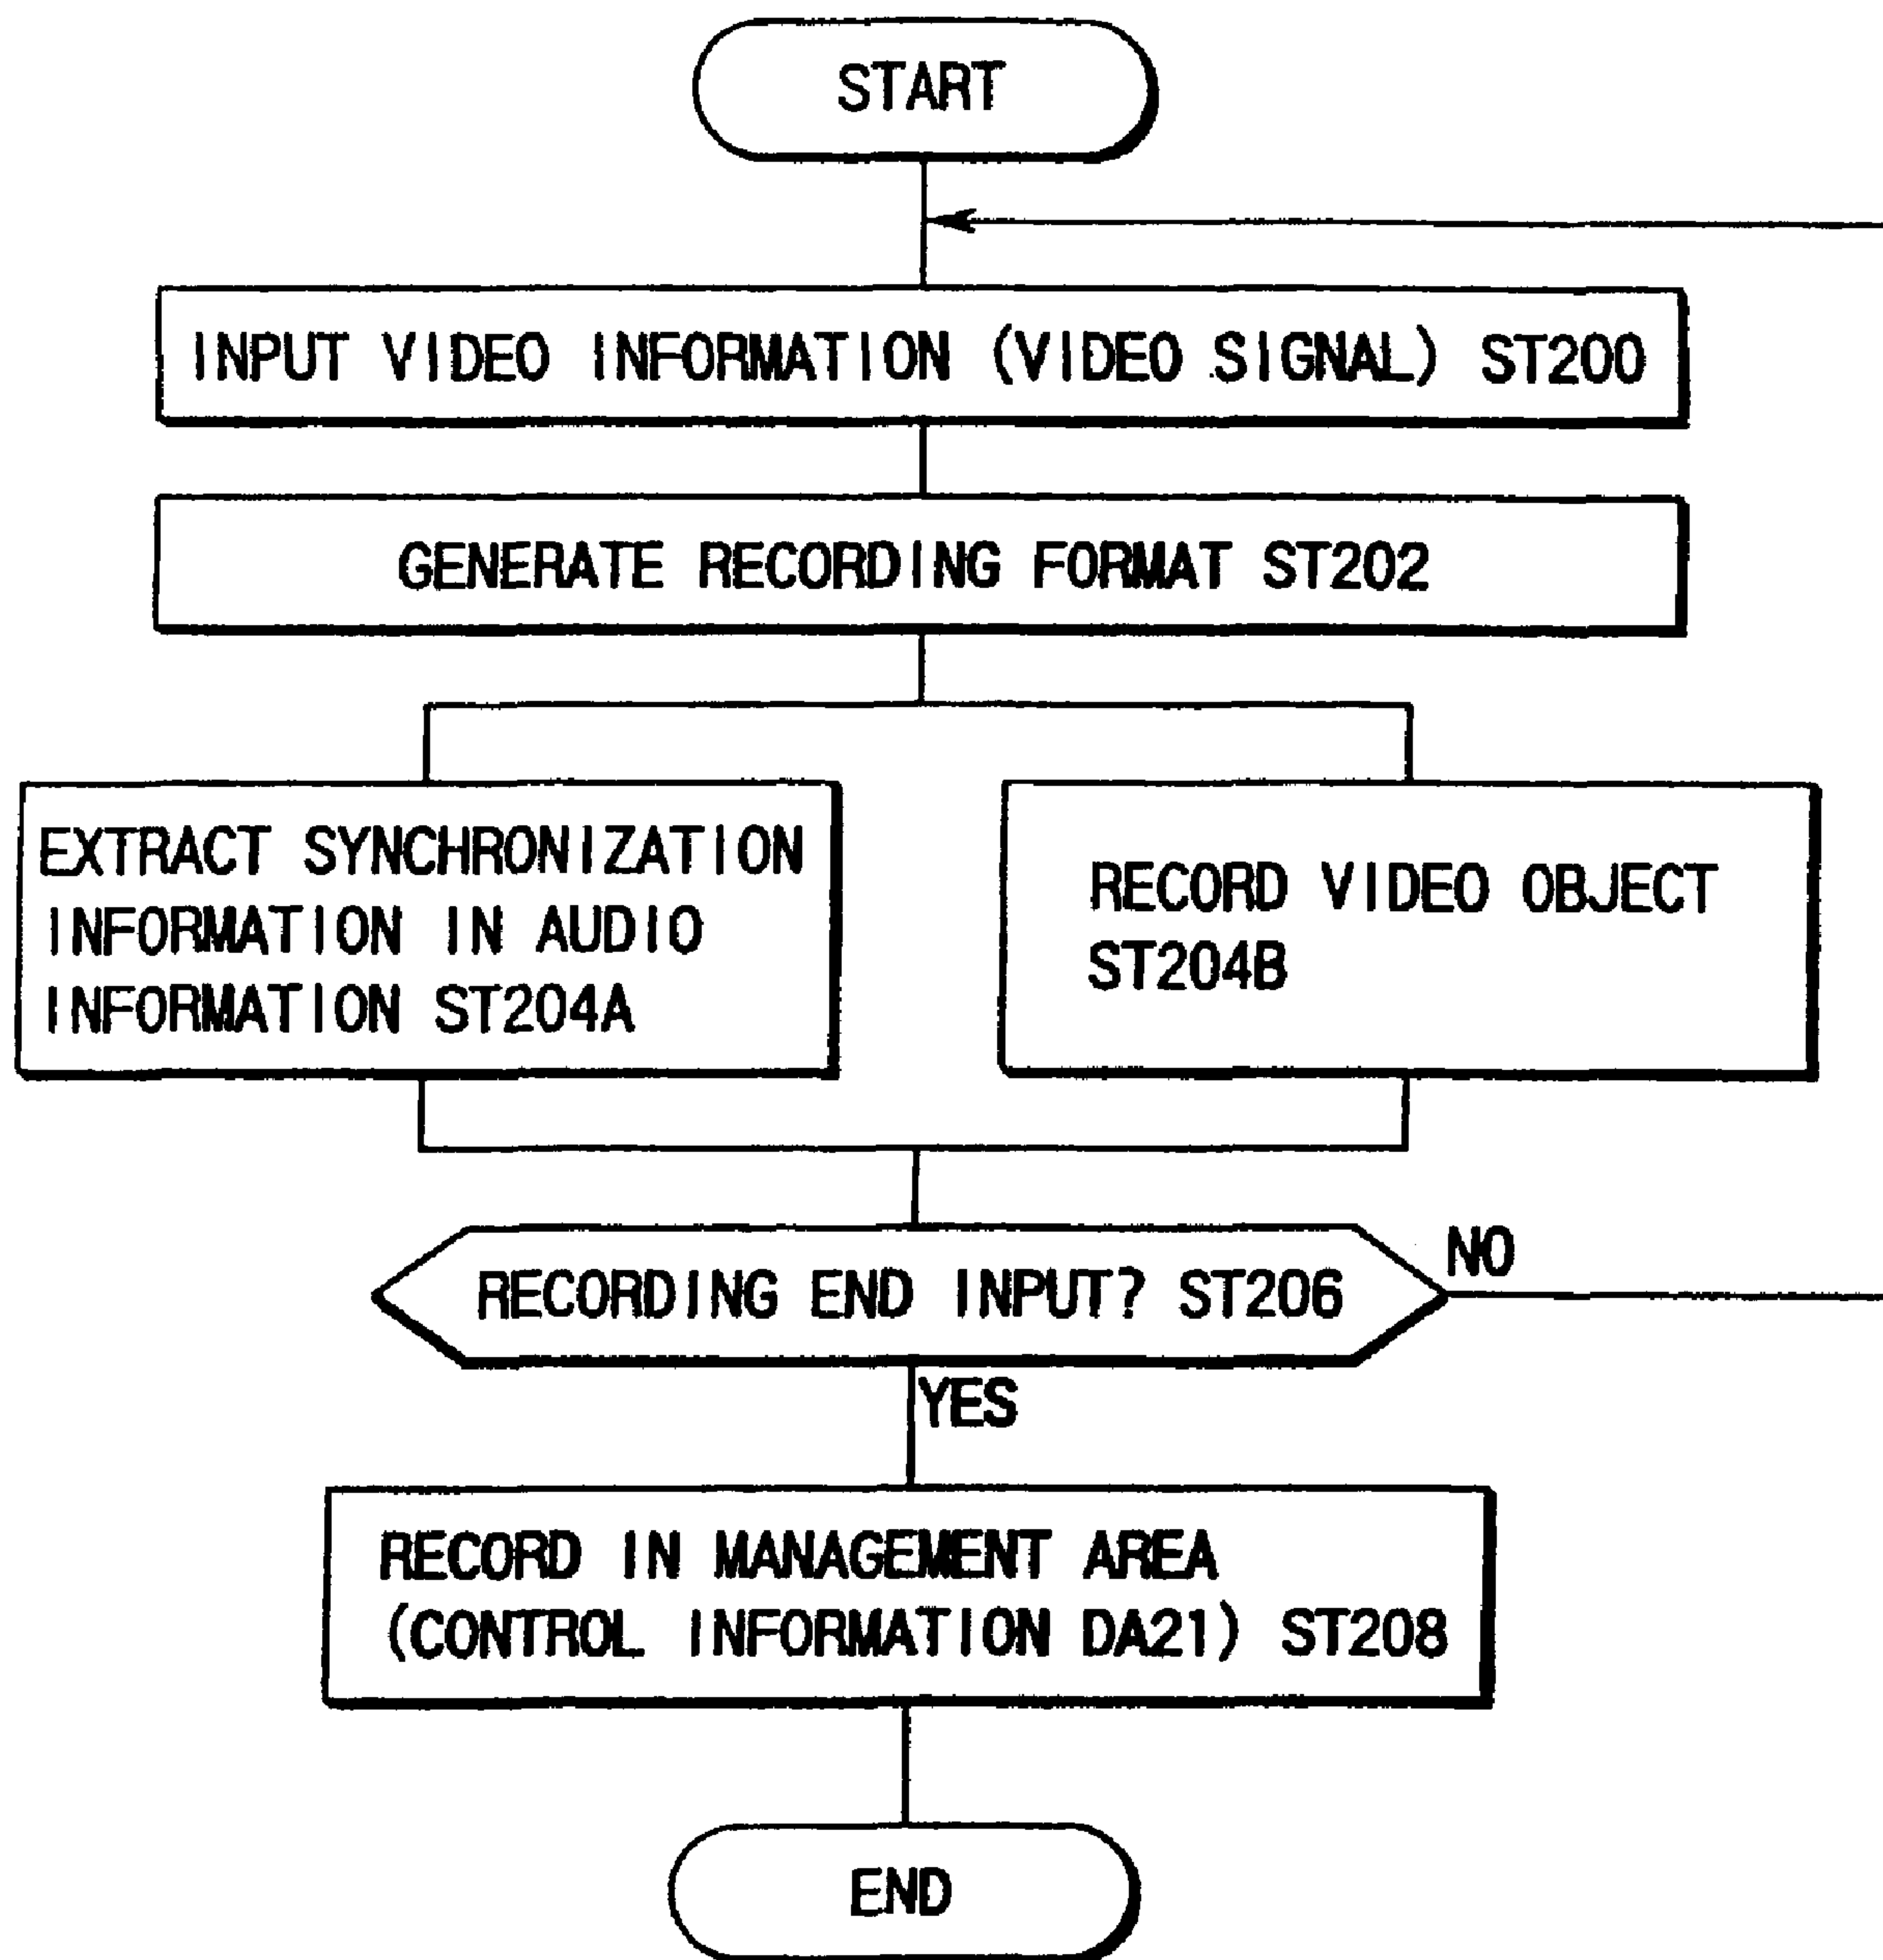 START
INPUT VIDEO INFORMATION (VIDEO SIGNAL) ST200
GENERATE RECORDING FORMAT ST202
EXTRACT SYNCHRONIZATION
INFORMATION IN AUDIO
INFORMATION ST204A
RECORD VIDEO OBJECT
ST204B
RECORDING END INPUT? ST206
NO
YES
RECORD IN MANAGEMENT AREA
(CONTROL INFORMATION DA21) ST208
END